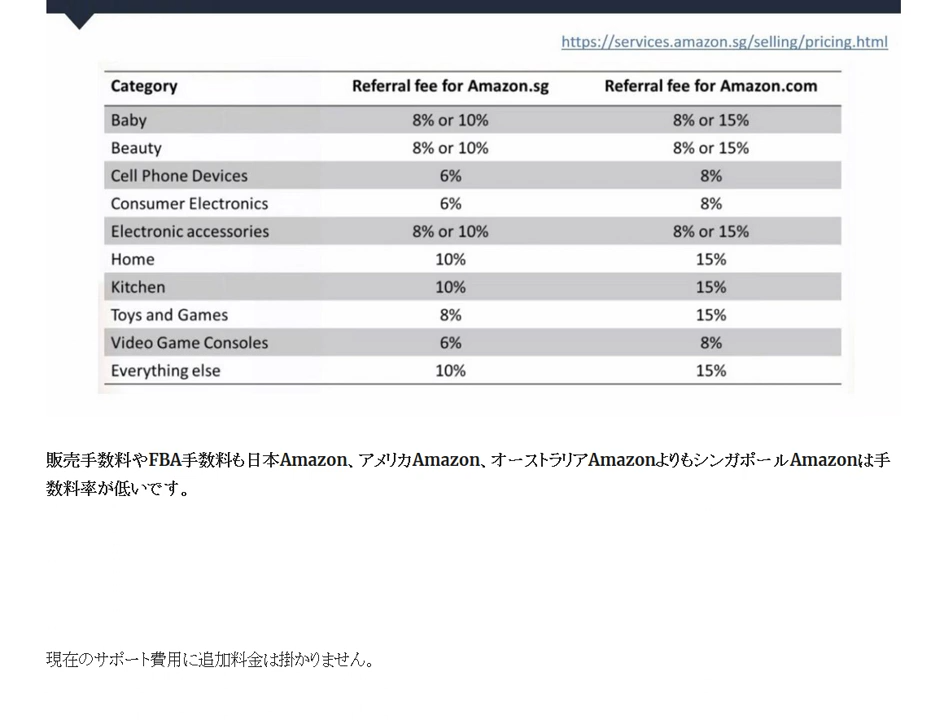 https://services.amazon.sg/selling/pricing.html
Category Referral fee for Amazon.sg Referral fee for Amazon.com
Baby 8% or 10% 8% or 15%
Beauty 8% or 10% 8% or 15%
Cell Phone Devices 6% 8%
Consumer Electronics 6% 8%
Electronic accessories 8% or 10% 8% or 15%
Home 10% 15%
Kitchen 10% 15%
Toys and Games 8% 15%
Video Game Consoles 6% 8%
Everything else 10% 15%
販売手数料やFBA手数料も日本Amazon、アメリカAmazon、オーストラリアAmazonよりもシンガポールAmazonは手
数料率が低いです。
現在のサポート費用に追加料金は掛かりません。